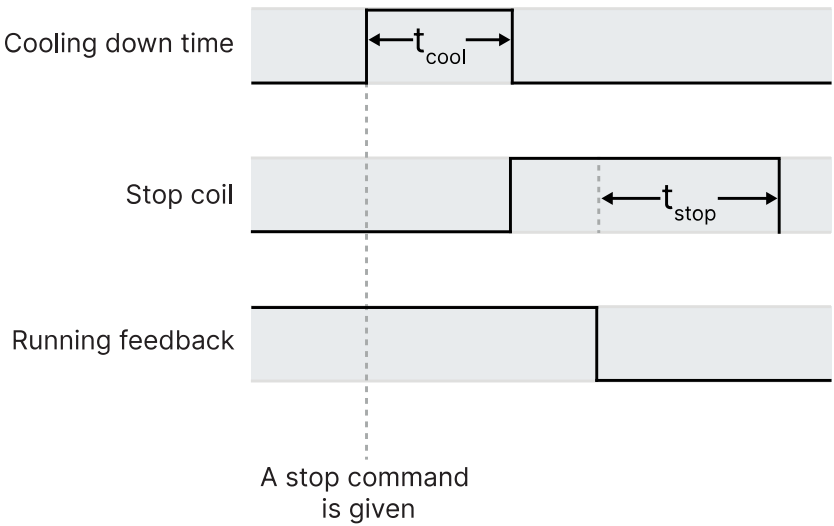 Cooling down time
t cool
Stop coil
t stop
Running feedback
A stop command
is given